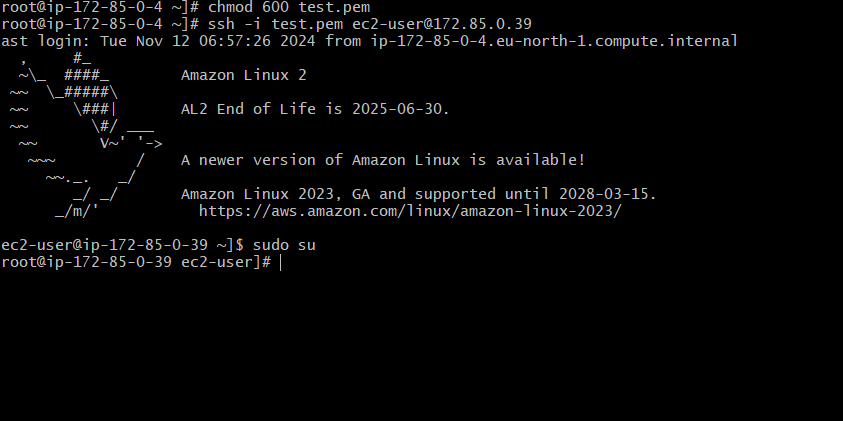 root@ip-172-85-0-4 ~]# chmod 600 test.pem
root@ip-172-85-0-4 ~]# ssh -i test.pem ec2-user@172.85.0.39
ast login: Tue Nov 12 06:57:26 2024 from ip-172-85-0-4.eu-north-1.compute.internal
  ,     #_
  ~\_  ####_        Amazon Linux 2
 ~~  \_#####\
 ~~     \###|       AL2 End of Life is 2025-06-30.
 ~~       \#/ ___
  ~~       V~' '->
   ~~~         /    A newer version of Amazon Linux is available!
     ~~._.   _/
        _/ _/       Amazon Linux 2023, GA and supported until 2028-03-15.
      _/m/'           https://aws.amazon.com/linux/amazon-linux-2023/
ec2-user@ip-172-85-0-39 ~]$ sudo su
root@ip-172-85-0-39 ec2-user]#